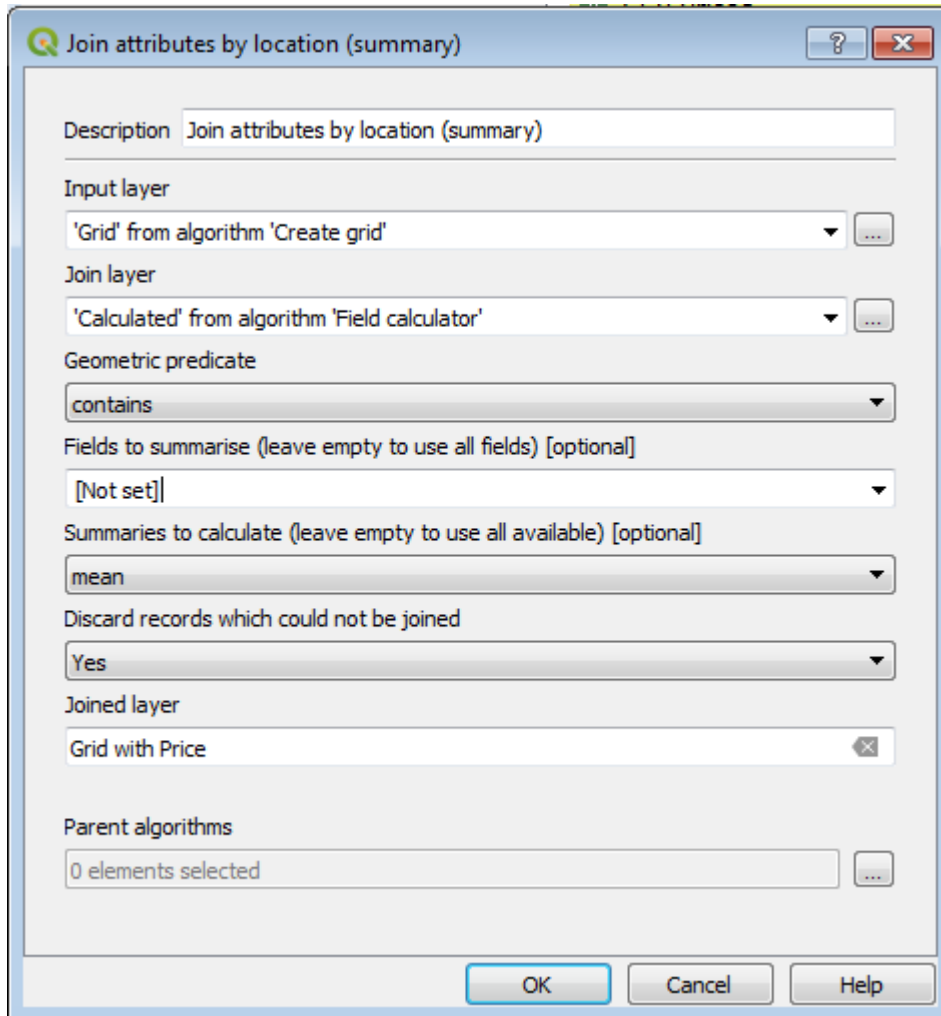 Join attributes by location (summary)
Description Join attributes by location (summary)
Input layer
'Grid' from algorithm 'Create grid'
...
Join layer
'Calculated' from algorithm 'Field calculator'
...
Geometric predicate
contains
Fields to summarise (leave empty to use all fields) [optional]
[Not set]
Summaries to calculate (leave empty to use all available) [optional]
mean
Discard records which could not be joined
Yes
Joined layer
Grid with Price
Parent algorithms
0 elements selected
...
OK Cancel Help